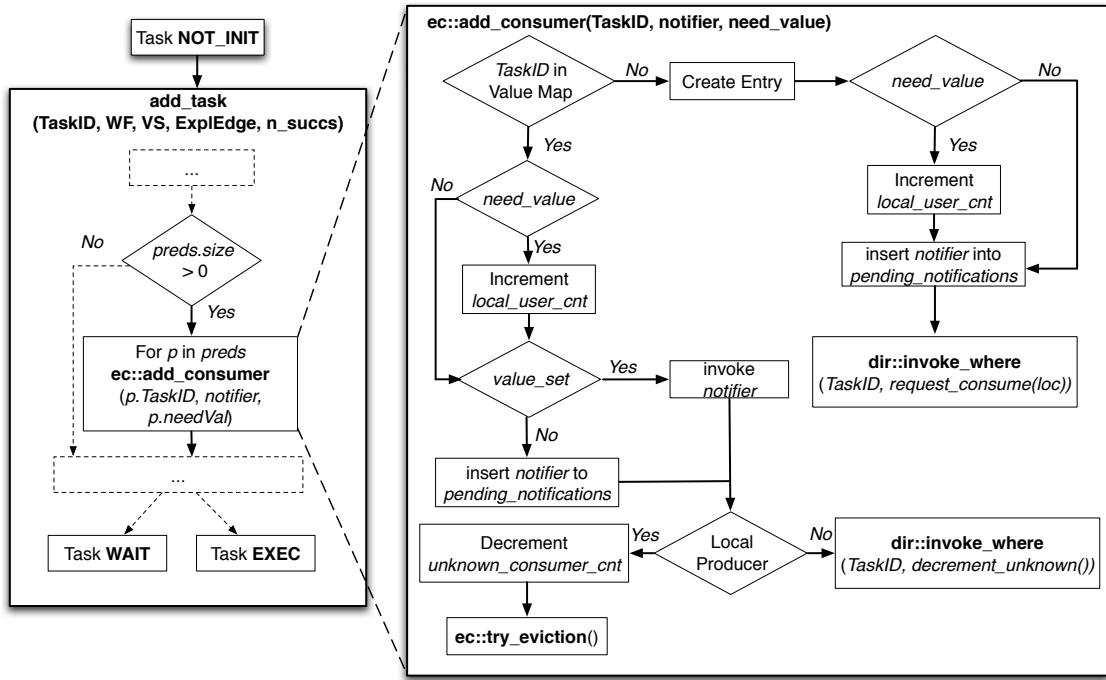 Task NOT_INIT
add_task
(TaskID, WF, VS, ExplEdge, n_succs)
...
No
preds.size
> 0
Yes
For p in preds
ec::add_consumer
(p.TaskID, notifier,
p.needVal)
...
Task WAIT
Task EXEC
ec::add_consumer(TaskID, notifier, need_value)
TaskID in
Value Map
No
Create Entry
need_value
No
Yes
Yes
Increment
local_user_cnt
No
need_value
Yes
insert notifier into
pending_notifications
Increment
local_user_cnt
dir::invoke_where
(TaskID, request_consume(loc))
value_set
Yes
invoke
notifier
No
insert notifier to
pending_notifications
Decrement
unknown_consumer_cnt
Yes
Local
Producer
No
dir::invoke_where
(TaskID, decrement_unknown())
ec::try_eviction()